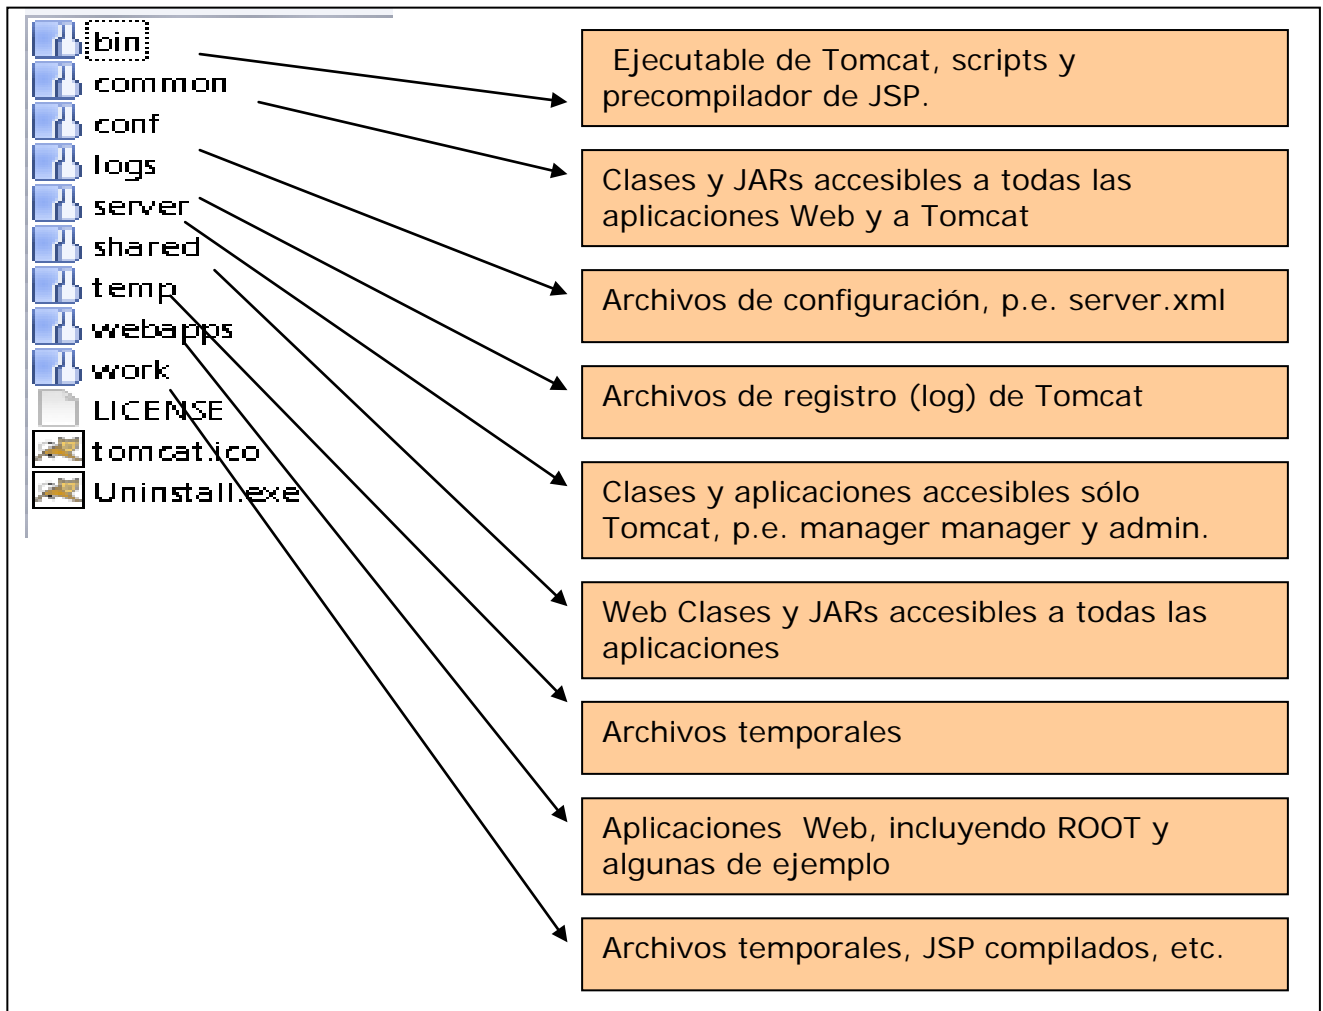 bin
common
conf
logs
server
shared
temp
webapps
work
LICENSE
tomcat.ico
Uninstall.exe
Ejecutable de Tomcat, scripts y
precompilador de JSP.
Clases y JARs accesibles a todas las
aplicaciones Web y a Tomcat
Archivos de configuración, p.e. server.xml
Archivos de registro (log) de Tomcat
Clases y aplicaciones accesibles sólo
Tomcat, p.e. manager manager y admin.
Web Clases y JARs accesibles a todas las
aplicaciones
Archivos temporales
Aplicaciones Web, incluyendo ROOT y
algunas de ejemplo
Archivos temporales, JSP compilados, etc.